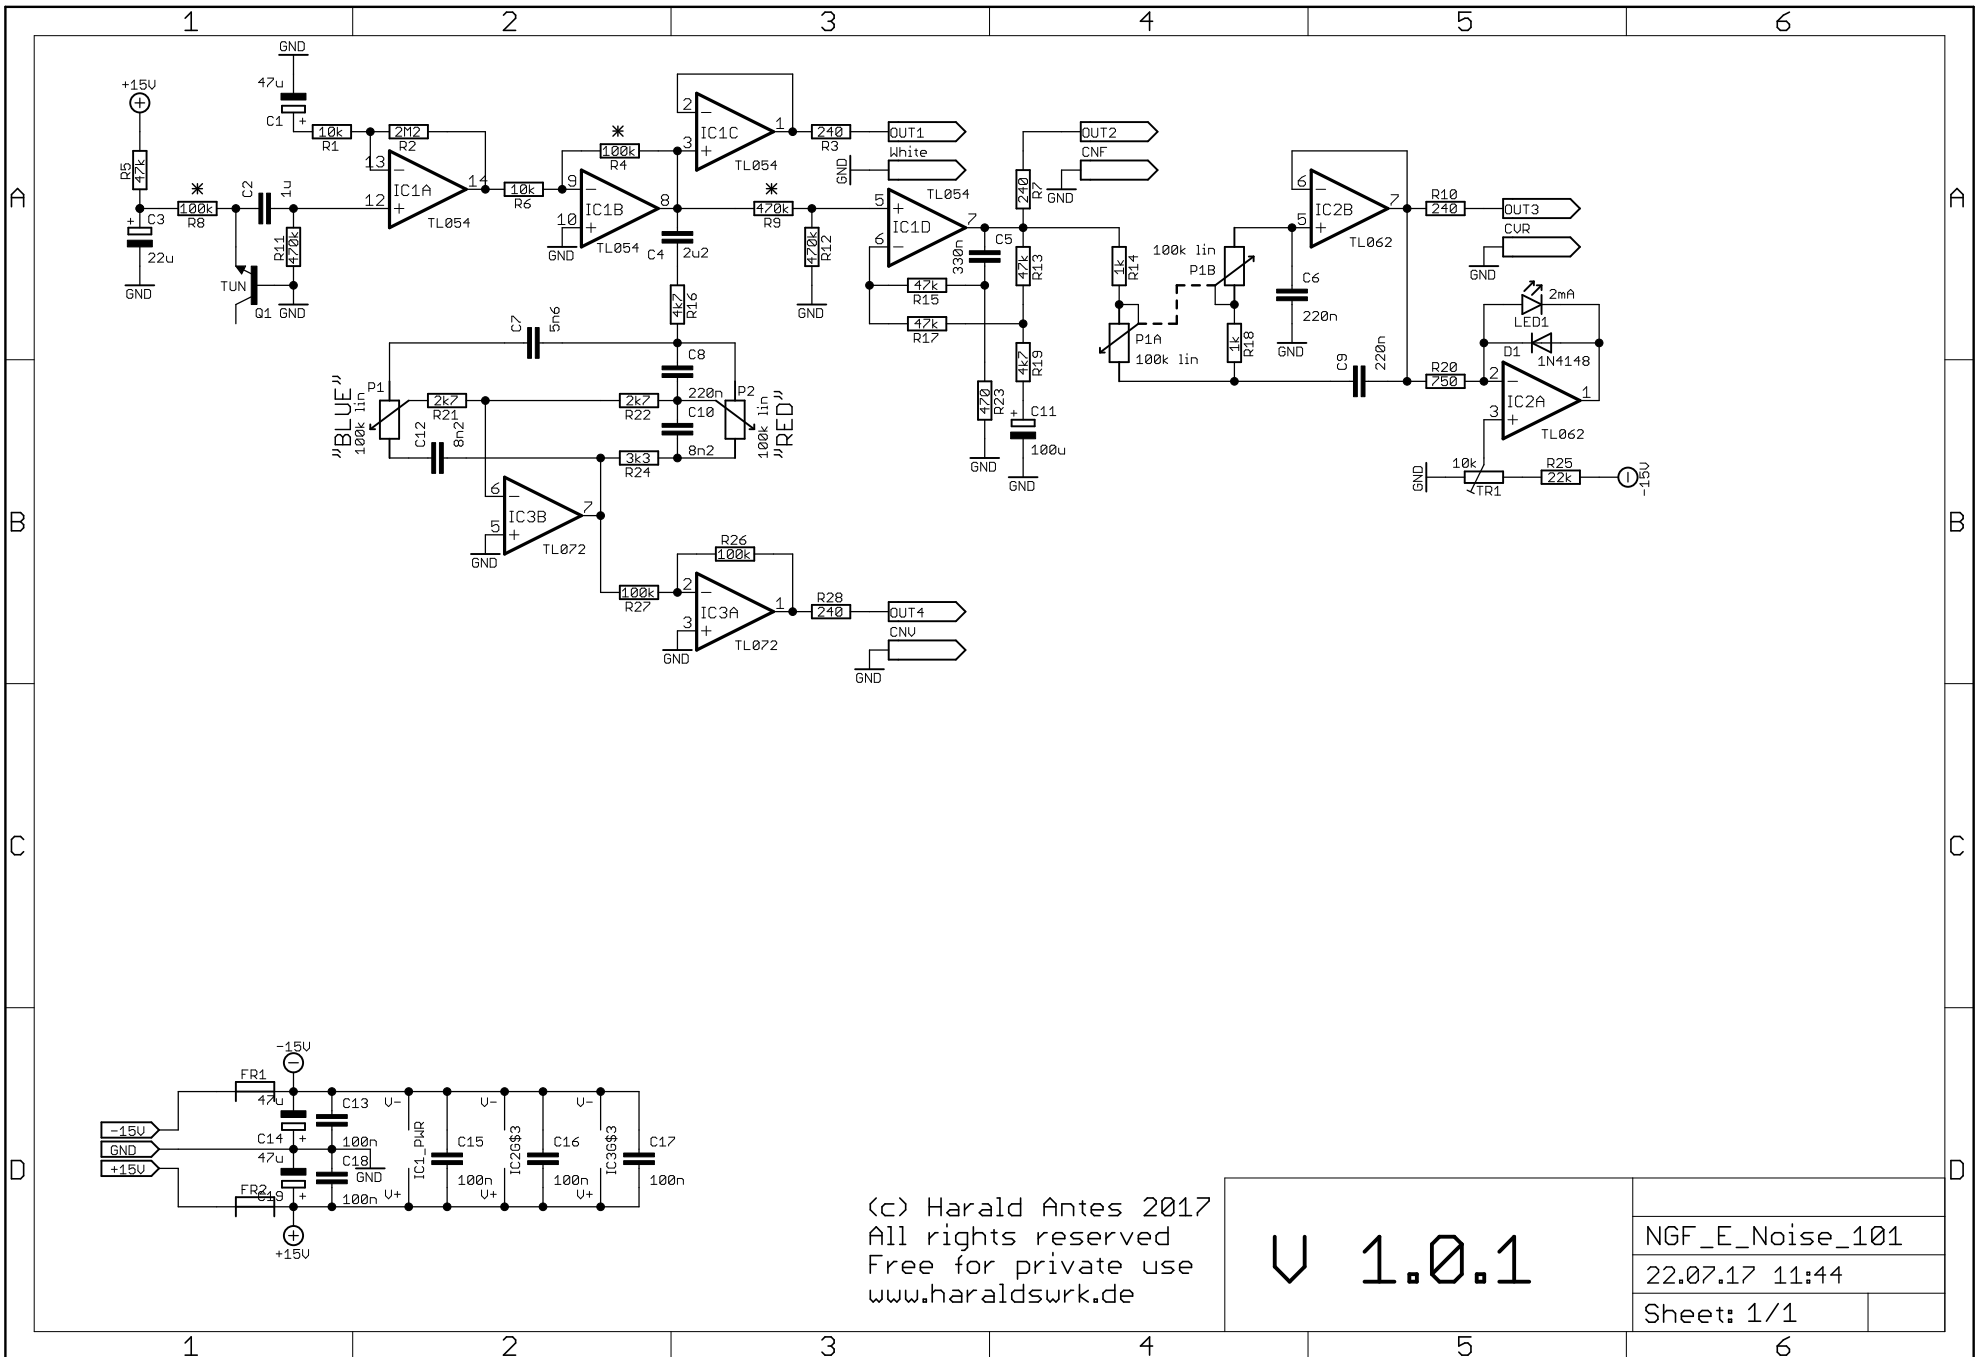 1 2 3 4 5 6
A A
B B
C C
D D
+15V
R5
47k
C3
22u
GND
*
100k
R8
C2
1u
TUN
Q1
R11
470k
GND
GND
47u
C1
+
10k
R1
2M2
R2
13
12
14
IC1A
TL054
10k
R6
*
100k
R4
9
10
8
IC1B
TL054
GND
2
3
1
IC1C
TL054
240
R3
OUT1
White
GND
C4
2u2
4k7
R16
*
470k
R9
470k
R12
GND
5
6
7
IC1D
TL054
330n
C5
47k
R15
47k
R17
240
R7
OUT2
CNF
GND
47k
R13
4k7
R19
470
R23
GND
+
C11
100u
GND
1k
R14
P1A
100k lin
100k lin
P1B
1k
R18
C6
220n
GND
6
5
7
IC2B
TL062
R10
240
OUT3
CVR
GND
C9
220n
R20
750
2mA
LED1
D1
1N4148
2
3
1
IC2A
TL062
GND
10k
TR1
R25
22k
-15V
C7
5n6
"BLUE"
100k lin
P1
2k7
R21
2k7
R22
C8
220n
C10
8n2
P2
100k lin
"RED"
C12
8n2
3k3
R24
6
5
7
IC3B
TL072
GND
100k
R27
R26
100k
2
3
1
IC3A
TL072
GND
R28
240
OUT4
CNV
GND
-15V
GND
+15V
FR1
FR2
-15V
47u
C14
+
47u
C19
+
+15V
C13
100n
C18
100n
GND
V-
IC1_PWR
V+
C15
100n
V-
IC2G$3
V+
C16
100n
V-
IC3G$3
V+
C17
100n
(c) Harald Antes 2017
All rights reserved
Free for private use
www.haraldswrk.de
V 1.0.1
NGF_E_Noise_101
22.07.17 11:44
Sheet: 1/1
1 2 3 4 5 6